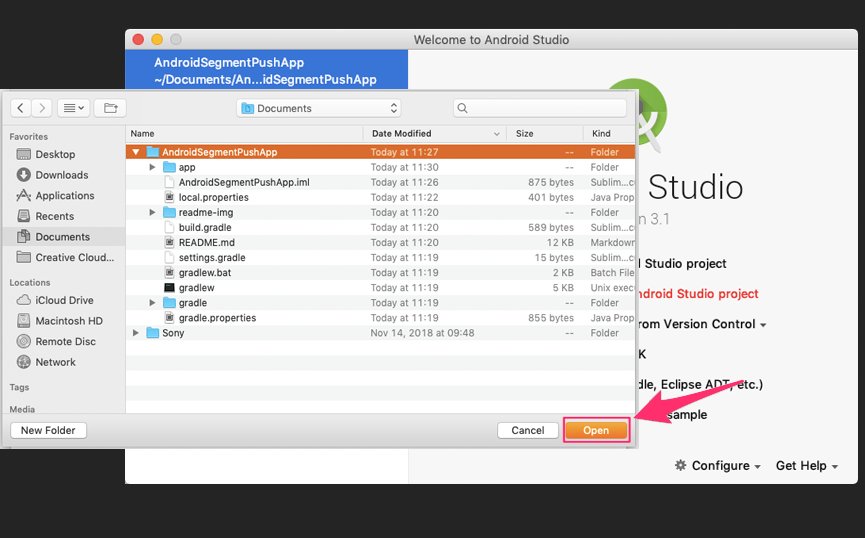 Welcome to Android Studio
AndroidSegmentPushApp
~/Documents/An...idSegmentPushApp
Documents
Favorites
Desktop
Downloads
Applications
Recents
Documents
Creative Cloud...
Locations
iCloud Drive
Macintosh HD
Remote Disc
Network
Tags
Media
Name Date Modified Size Kind
AndroidSegmentPushApp Today at 11:27 -- Folder
app Today at 11:30 -- Folder
AndroidSegmentPushApp.iml Today at 11:26 875 bytes Sublim...c
local.properties Today at 11:22 401 bytes Java Prop
readme-img Today at 11:20 -- Folder
build.gradle Today at 11:20 589 bytes Sublim...c
README.md Today at 11:20 12 KB Markdown
settings.gradle Today at 11:19 15 bytes Sublim...c
gradlew.bat Today at 11:19 2 KB Batch File
gradlew Today at 11:19 5 KB Unix exec
gradle Today at 11:19 -- Folder
gradle.properties Today at 11:19 855 bytes Java Prop
Sony Nov 14, 2018 at 09:48 -- Folder
New Folder
Cancel
Open
Studio
n 3.1
d Studio project
ndroid Studio project
rom Version Control
K
dle, Eclipse ADT, etc.)
sample
Configure
Get Help